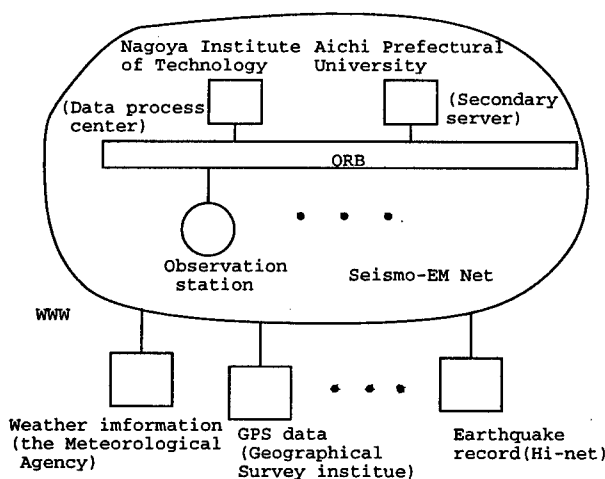 Nagoya Institute
of Technology
Aichi Prefectural
University
(Data process
center)
(Secondary
server)
ORB
Observation
station
Seismo-EM Net
WWW
Weather imformation
(the Meteorological
Agency)
GPS data
(Geographical
Survey institue)
Earthquake
record(Hi-net)